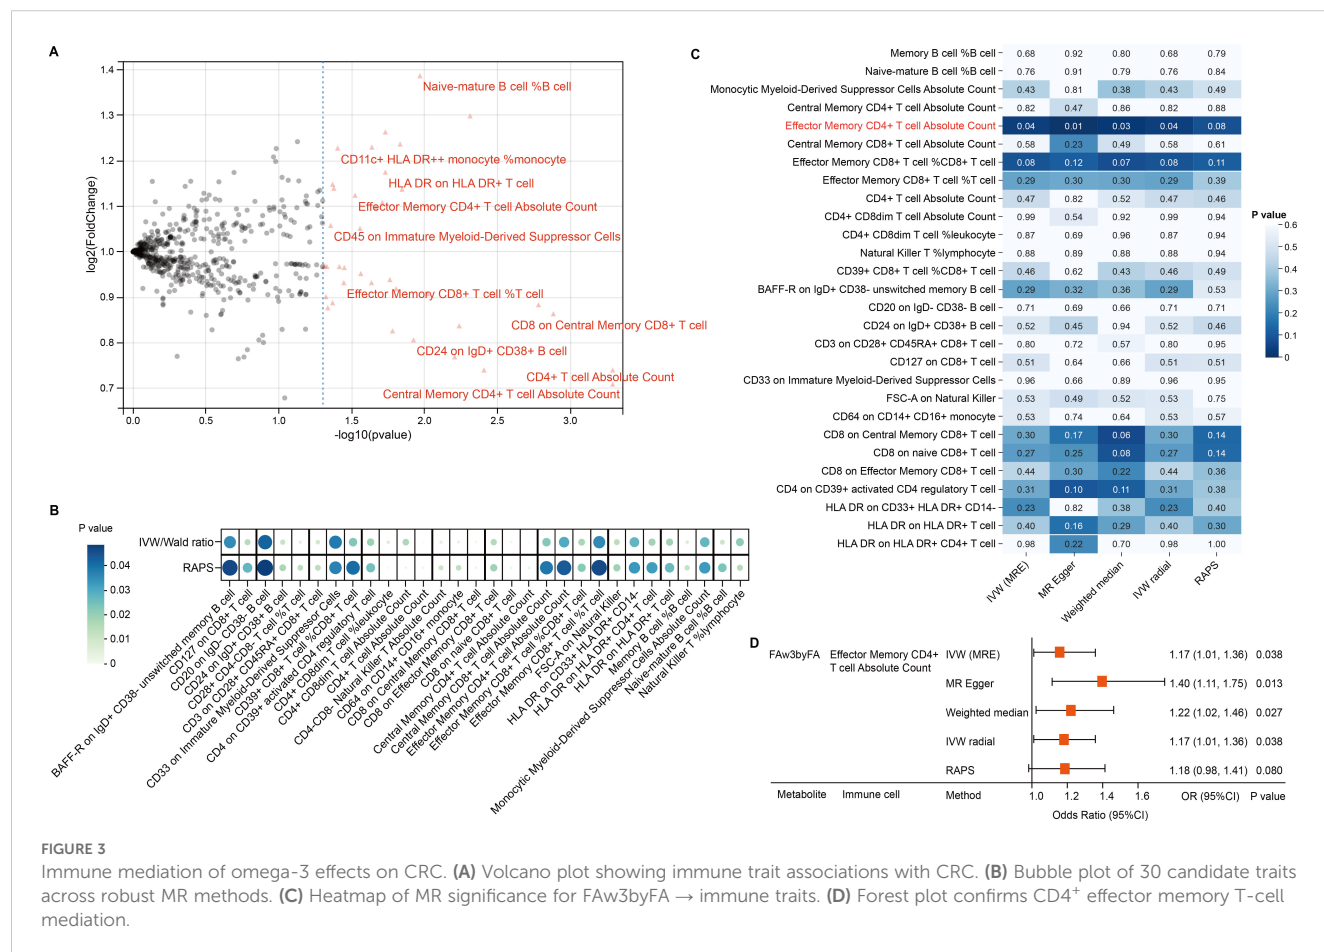 A
1.4
1.3
1.2
1.1
1.0
0.9
0.8
0.7
log2(FoldChange)
Naive-mature B cell %B cell
CD11c+ HLA DR++ monocyte %monocyte
HLA DR on HLA DR+ T cell
Effector Memory CD4+ T cell Absolute Count
CD45 on Immature Myeloid-Derived Suppressor Cells
Effector Memory CD8+ T cell %T cell
CD8 on Central Memory CD8+ T cell
CD24 on IgD+ CD38+ B cell
CD4+ T cell Absolute Count
Central Memory CD4+ T cell Absolute Count
0.0 0.5 1.0 1.5 2.0 2.5 3.0
-log10(pvalue)
B
P value
0.04
0.03
0.02
0.01
0
IVW/Wald ratio
RAPS
BAFF-R on IgD+ CD38- unswitched memory B cell
CD127 on CD8+ T cell
CD20 on IgD- CD38- B cell
CD24 on IgD+ CD38+ B cell
CD28+ CD4-CD8- T cell %T cell
CD3 on CD28+ CD45RA+ CD8+ T cell
CD33 on Immature Myeloid-Derived Suppressor Cells
CD39+ CD8+ T cell %CD8+ T cell
CD4 on CD39+ activated CD4 regulatory T cell
CD4+ CD8dim T cell %leukocyte
CD4+ CD8dim T cell Absolute Count
CD4+ T cell Absolute Count
CD4-CD8- Natural Killer T Absolute Count
CD64 on CD14+ CD16+ monocyte
CD8 on Central Memory CD8+ T cell
CD8 on Effector Memory CD8+ T cell
CD8 on naive CD8+ T cell
Central Memory CD4+ T cell Absolute Count
Central Memory CD8+ T cell Absolute Count
Effector Memory CD4+ T cell Absolute Count
Effector Memory CD8+ T cell %CD8+ T cell
Effector Memory CD8+ T cell %T cell
FSC-A on Natural Killer
HLA DR on CD33+ HLA DR+ CD14-
HLA DR on HLA DR+ CD4+ T cell
HLA DR on HLA DR+ T cell
Memory B cell %B cell
Monocytic Myeloid-Derived Suppressor Cells Absolute Count
Naive-mature B cell %B cell
Natural Killer T %lymphocyte
C
Memory B cell %B cell 0.68 0.92 0.80 0.68 0.79
Naive-mature B cell %B cell 0.76 0.91 0.79 0.76 0.84
Monocytic Myeloid-Derived Suppressor Cells Absolute Count 0.43 0.81 0.38 0.43 0.49
Central Memory CD4+ T cell Absolute Count 0.82 0.47 0.86 0.82 0.88
Effector Memory CD4+ T cell Absolute Count 0.04 0.01 0.03 0.04 0.08
Central Memory CD8+ T cell Absolute Count 0.58 0.23 0.49 0.58 0.61
Effector Memory CD8+ T cell %CD8+ T cell 0.08 0.12 0.07 0.08 0.11
Effector Memory CD8+ T cell %T cell 0.29 0.30 0.30 0.29 0.39
CD4+ T cell Absolute Count 0.47 0.82 0.52 0.47 0.46
CD4+ CD8dim T cell Absolute Count 0.99 0.54 0.92 0.99 0.94
CD4+ CD8dim T cell %leukocyte 0.87 0.69 0.96 0.87 0.94
Natural Killer T %lymphocyte 0.88 0.89 0.88 0.88 0.94
CD39+ CD8+ T cell %CD8+ T cell 0.46 0.62 0.43 0.46 0.49
BAFF-R on IgD+ CD38- unswitched memory B cell 0.29 0.32 0.36 0.29 0.53
CD20 on IgD- CD38- B cell 0.71 0.69 0.66 0.71 0.71
CD24 on IgD+ CD38+ B cell 0.52 0.45 0.94 0.52 0.46
CD3 on CD28+ CD45RA+ CD8+ T cell 0.80 0.72 0.57 0.80 0.95
CD127 on CD8+ T cell 0.51 0.64 0.66 0.51 0.51
CD33 on Immature Myeloid-Derived Suppressor Cells 0.96 0.66 0.89 0.96 0.95
FSC-A on Natural Killer 0.53 0.49 0.52 0.53 0.75
CD64 on CD14+ CD16+ monocyte 0.53 0.74 0.64 0.53 0.57
CD8 on Central Memory CD8+ T cell 0.30 0.17 0.06 0.30 0.14
CD8 on naive CD8+ T cell 0.27 0.25 0.08 0.27 0.14
CD8 on Effector Memory CD8+ T cell 0.44 0.30 0.22 0.44 0.36
CD4 on CD39+ activated CD4 regulatory T cell 0.31 0.10 0.11 0.31 0.38
HLA DR on CD33+ HLA DR+ CD14- 0.23 0.82 0.38 0.23 0.40
HLA DR on HLA DR+ T cell 0.40 0.16 0.29 0.40 0.30
HLA DR on HLA DR+ CD4+ T cell 0.98 0.22 0.70 0.98 1.00
IVW (MRE)
MR Egger
Weighted median
IVW radial
RAPS
P value
0.6
0.5
0.4
0.3
0.2
0.1
0
D
FAw3byFA Effector Memory CD4+ T cell Absolute Count IVW (MRE) 1.17 (1.01, 1.36) 0.038
MR Egger 1.40 (1.11, 1.75) 0.013
Weighted median 1.22 (1.02, 1.46) 0.027
IVW radial 1.17 (1.01, 1.36) 0.038
RAPS 1.18 (0.98, 1.41) 0.080
Metabolite Immune cell Method 1.0 1.2 1.4 1.6 OR (95%CI) P value
Odds Ratio (95%CI)
FIGURE 3
Immune mediation of omega-3 effects on CRC. (A) Volcano plot showing immune trait associations with CRC. (B) Bubble plot of 30 candidate traits
across robust MR methods. (C) Heatmap of MR significance for FAw3byFA → immune traits. (D) Forest plot confirms CD4⁺ effector memory T-cell
mediation.